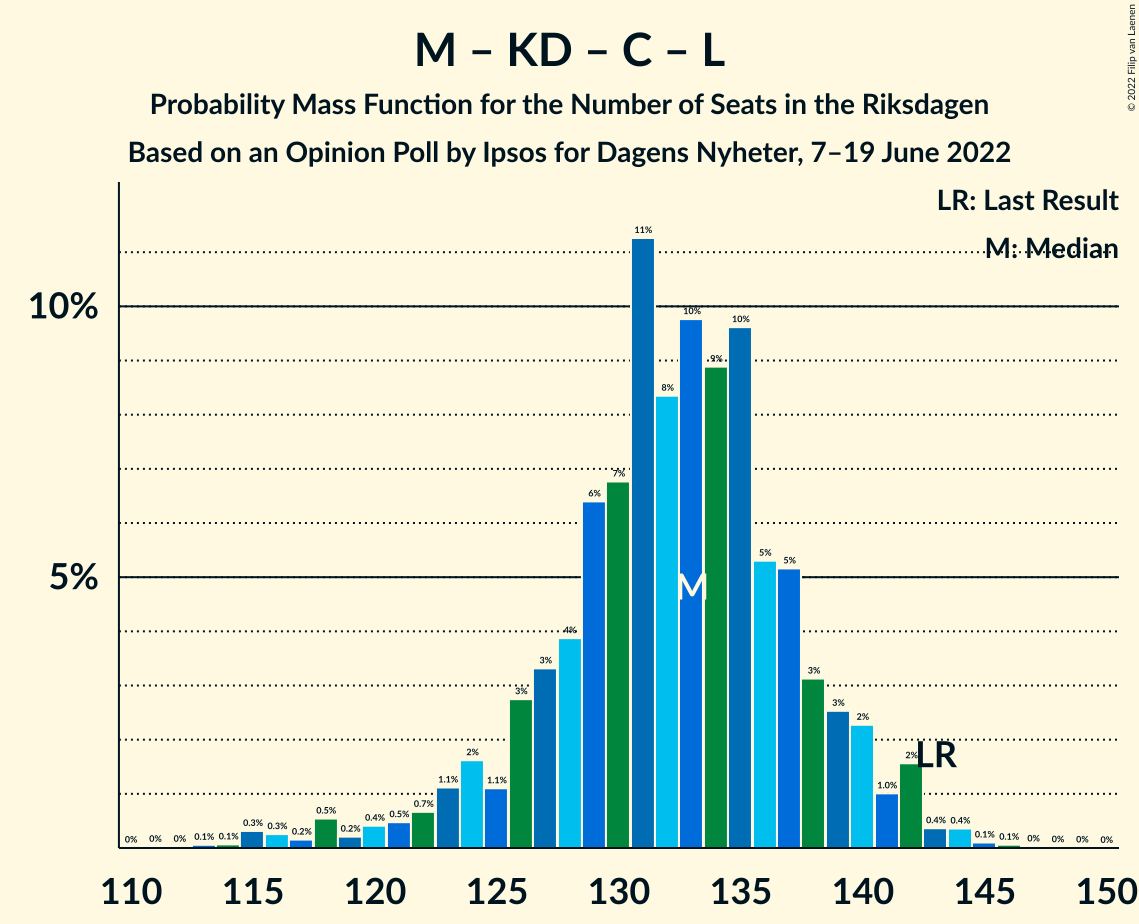 M – KD – C – L
Probability Mass Function for the Number of Seats in the Riksdagen
Based on an Opinion Poll by Ipsos for Dagens Nyheter, 7–19 June 2022
© 2022 Filip van Laenen
LR: Last Result
M: Median
10%
5%
0% 0% 0% 0.1% 0.1% 0.3% 0.3% 0.2% 0.5% 0.2% 0.4% 0.5% 0.7% 1.1% 2% 1.1% 3% 3% 4% 6% 7% 11% 8% 10% 9% 10% 5% 5% 3% 3% 2% 1.0% 2% 0.4% 0.4% 0.1% 0.1% 0% 0% 0% 0%
M
LR
110 115 120 125 130 135 140 145 150